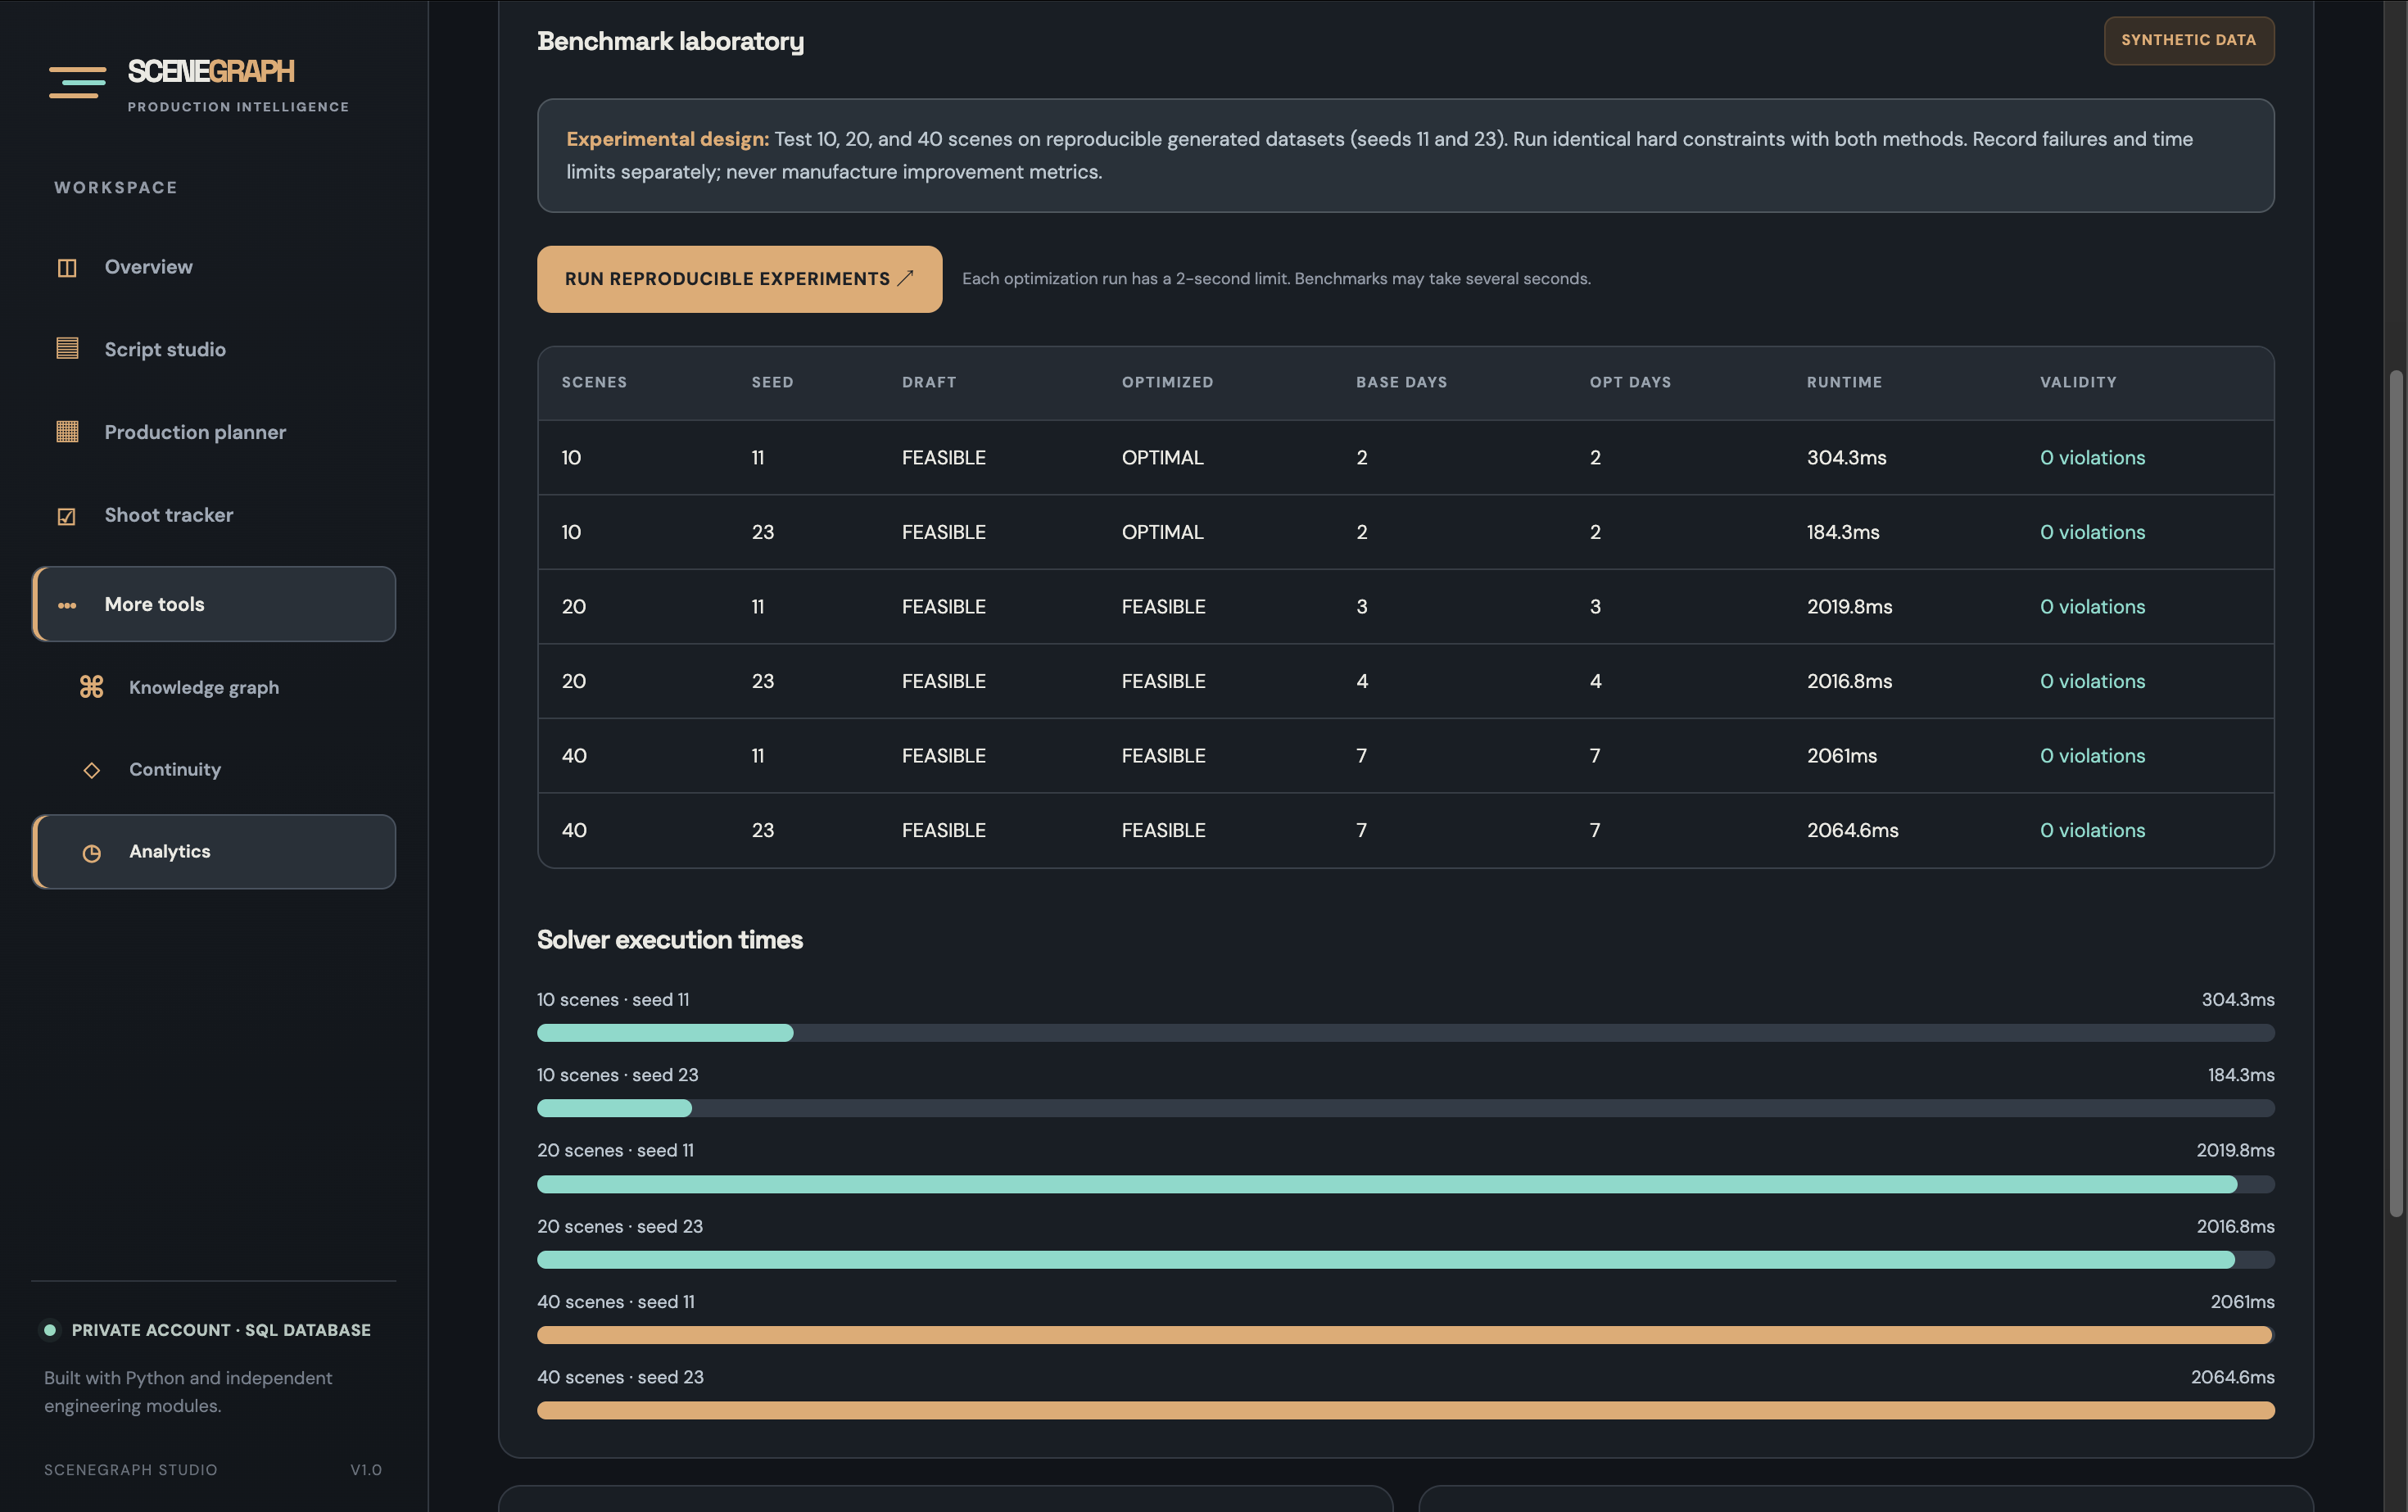 SCENEGRAPH
PRODUCTION INTELLIGENCE
WORKSPACE
Overview
Script studio
Production planner
Shoot tracker
More tools
Knowledge graph
Continuity
Analytics
PRIVATE ACCOUNT · SQL DATABASE
Built with Python and independent
engineering modules.
SCENEGRAPH STUDIO V1.0
Benchmark laboratory
SYNTHETIC DATA
Experimental design: Test 10, 20, and 40 scenes on reproducible generated datasets (seeds 11 and 23). Run identical hard constraints with both methods. Record failures and time
limits separately; never manufacture improvement metrics.
RUN REPRODUCIBLE EXPERIMENTS ↗
Each optimization run has a 2-second limit. Benchmarks may take several seconds.
SCENES SEED DRAFT OPTIMIZED BASE DAYS OPT DAYS RUNTIME VALIDITY
10 11 FEASIBLE OPTIMAL 2 2 304.3ms 0 violations
10 23 FEASIBLE OPTIMAL 2 2 184.3ms 0 violations
20 11 FEASIBLE FEASIBLE 3 3 2019.8ms 0 violations
20 23 FEASIBLE FEASIBLE 4 4 2016.8ms 0 violations
40 11 FEASIBLE FEASIBLE 7 7 2061ms 0 violations
40 23 FEASIBLE FEASIBLE 7 7 2064.6ms 0 violations
Solver execution times
10 scenes · seed 11 304.3ms
10 scenes · seed 23 184.3ms
20 scenes · seed 11 2019.8ms
20 scenes · seed 23 2016.8ms
40 scenes · seed 11 2061ms
40 scenes · seed 23 2064.6ms